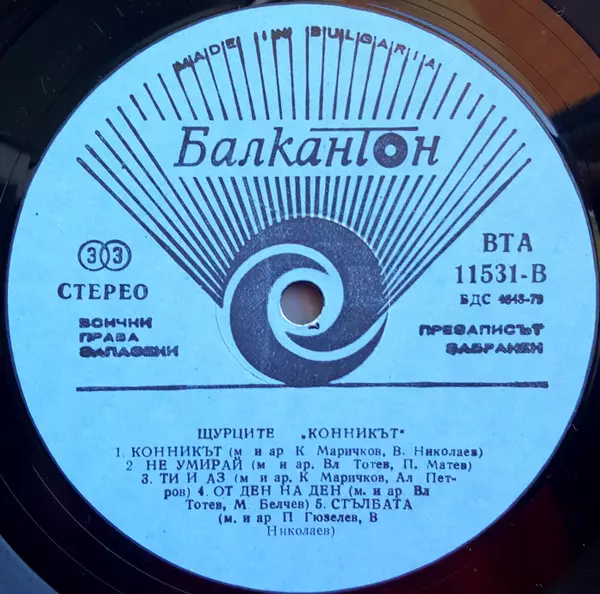 MADE IN BULGARIA
Балкантон
33
СТЕРЕО
ВСИЧКИ
ПРАВА
ЗАПАЗЕНИ
ВТА
11531-В
БДС 4643-79
ПРЕЗАПИСЪТ
ЗАБРАНЕН
ЩУРЦИТЕ „КОННИКЪТ“
1. КОННИКЪТ (м и ар К Маричков, В. Николаев)
2 НЕ УМИРАЙ (м и ар. Вл Тотев, П. Матев)
3. ТИ И АЗ (м и ар. К Маричков, Ал Пет-
ров) 4. ОТ ДЕН НА ДЕН (м. и ар Вл
Тотев, М. Белчев) 5. СТЪЛБАТА
(м. и ар П Гюзелев, В
Николаев)